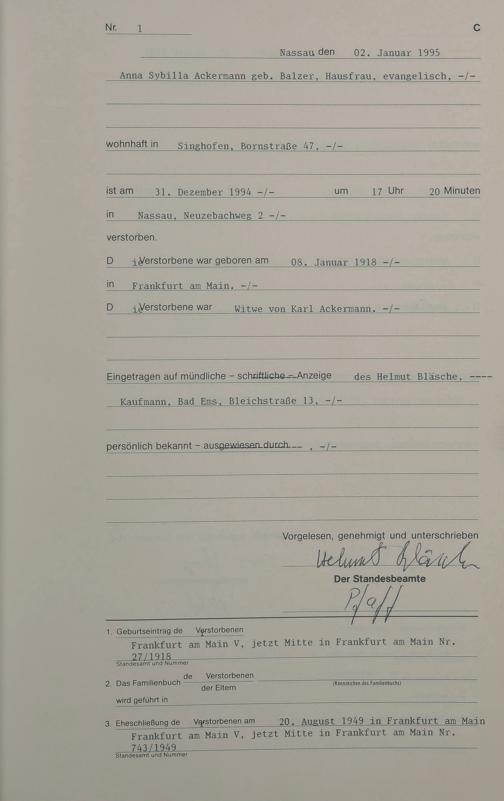 Nr. 1 C
Nassau den 02. Januar 1995
Anna Sybilla Ackermann geb. Balzer, Hausfrau, evangelisch, -/-
wohnhaft in Singhofen, Bornstraße 47, -/-
ist am 31. Dezember 1994 -/- um 17 Uhr 20 Minuten
in Nassau, Neuzebachweg 2 -/-
verstorben.
D ie Verstorbene war geboren am 08. Januar 1918 -/-
in Frankfurt am Main, -/-
D ie Verstorbene war Witwe von Karl Ackermann, -/-
Eingetragen auf mündliche – schriftliche – Anzeige des Helmut Bläsche, ----
Kaufmann, Bad Ems, Bleichstraße 13, -/-
persönlich bekannt – ausgewiesen durch --- , -/-
Vorgelesen, genehmigt und unterschrieben
Helmut Bläsche
Der Standesbeamte
Pfaff
1. Geburtseintrag de r Verstorbenen
Frankfurt am Main V, jetzt Mitte in Frankfurt am Main Nr.
27/1918
Standesamt und Nummer
2. Das Familienbuch de Verstorbenen
der Eltern
(Kennzeichen des Familienbuchs)
wird geführt in
3. Eheschließung de r Verstorbenen am 20. August 1949 in Frankfurt am Main
Frankfurt am Main V, jetzt Mitte in Frankfurt am Main Nr.
743/1949
Standesamt und Nummer